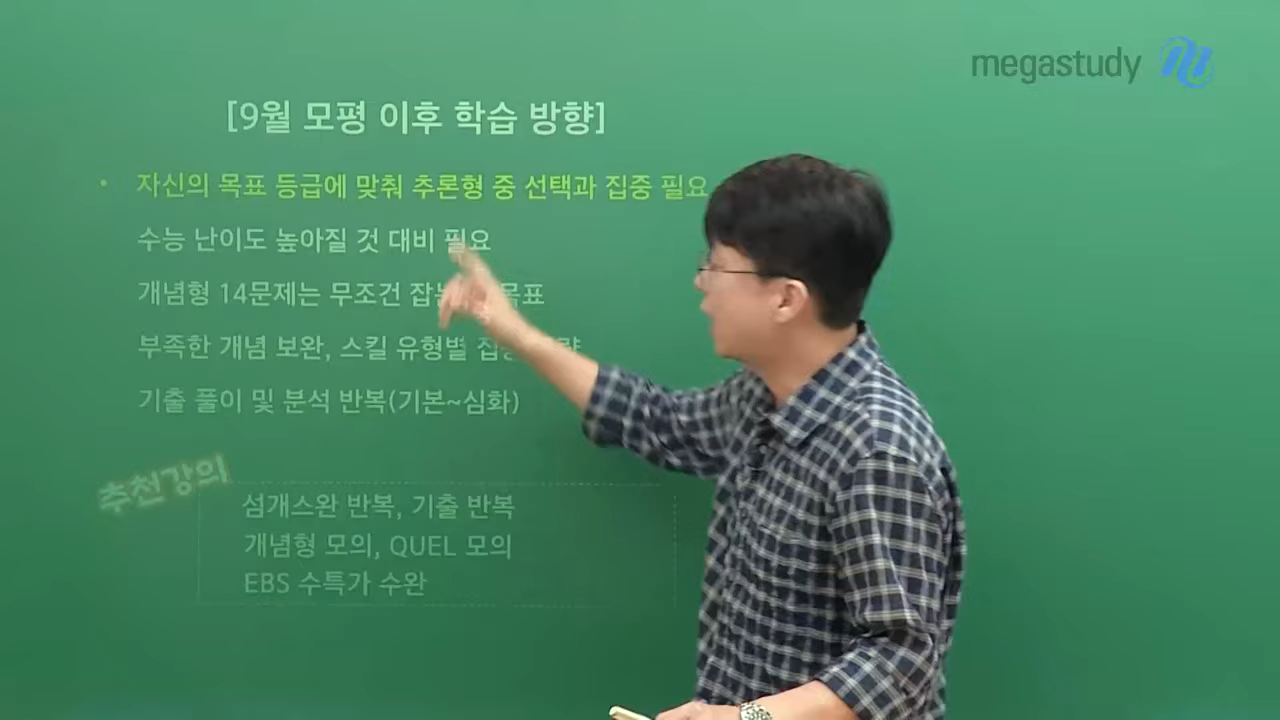 megastudy
[9월 모평 이후 학습 방향]
• 자신의 목표 등급에 맞춰 추론형 중 선택과 집중 필요
수능 난이도 높아질 것 대비 필요
개념형 14문제는 무조건 목표
부족한 개념 보완, 스킬 유형별
기출 풀이 및 분석 반복(기본~심화)
추천강의
섬개스완 반복, 기출 반복
개념형 모의, QUEL 모의
EBS 수특가 수완